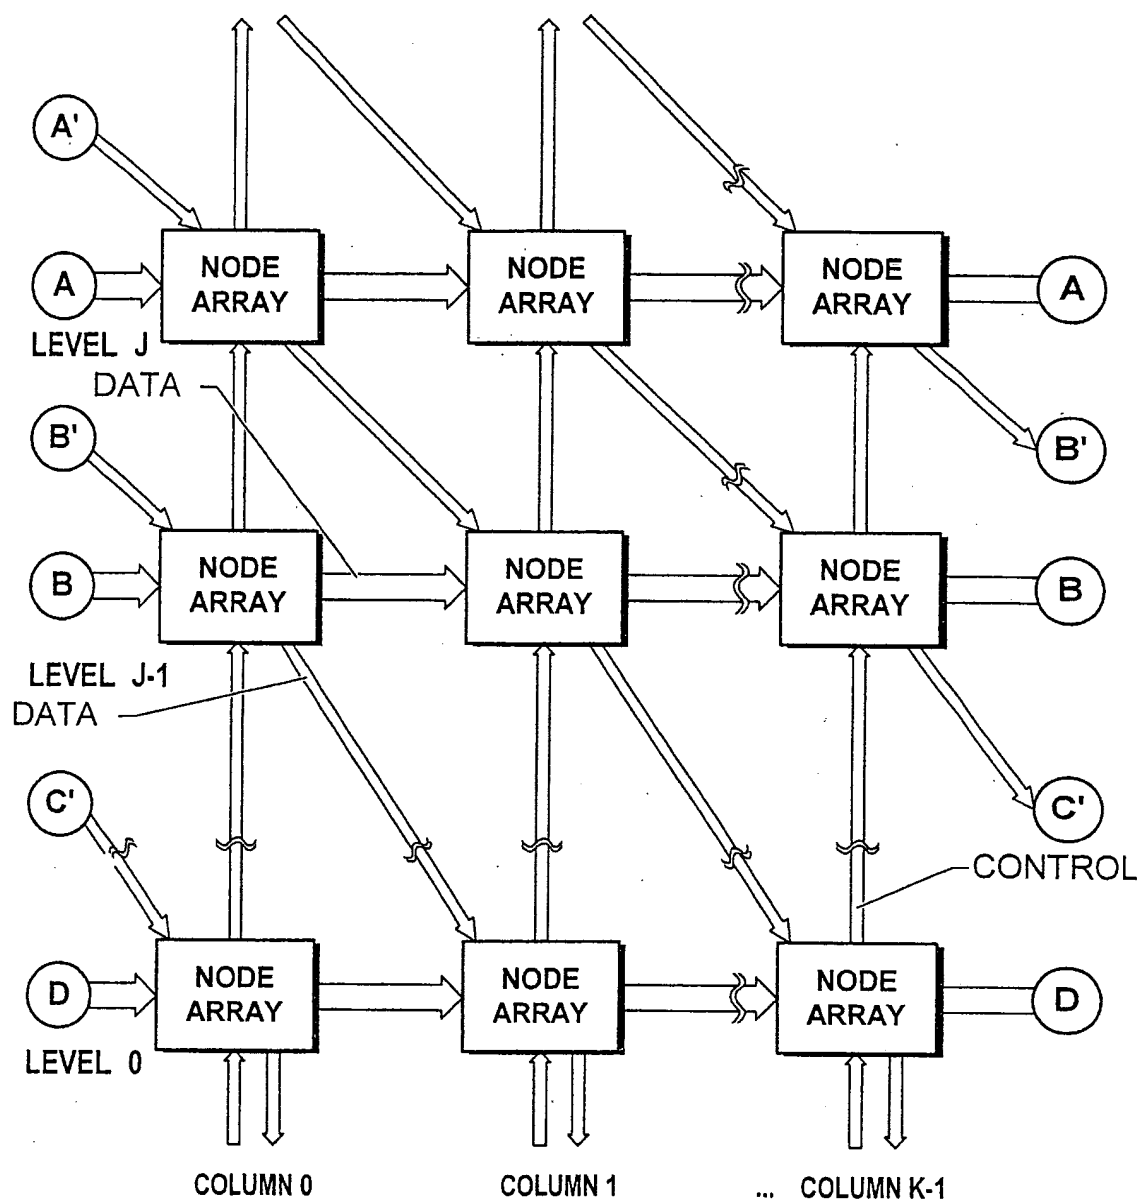 A'
NODE
ARRAY
NODE
ARRAY
NODE
ARRAY
A
A
LEVEL J
DATA
B'
B'
NODE
ARRAY
NODE
ARRAY
NODE
ARRAY
B
B
LEVEL J-1
DATA
C'
C'
CONTROL
NODE
ARRAY
NODE
ARRAY
NODE
ARRAY
D
D
LEVEL 0
COLUMN 0
COLUMN 1
... COLUMN K-1